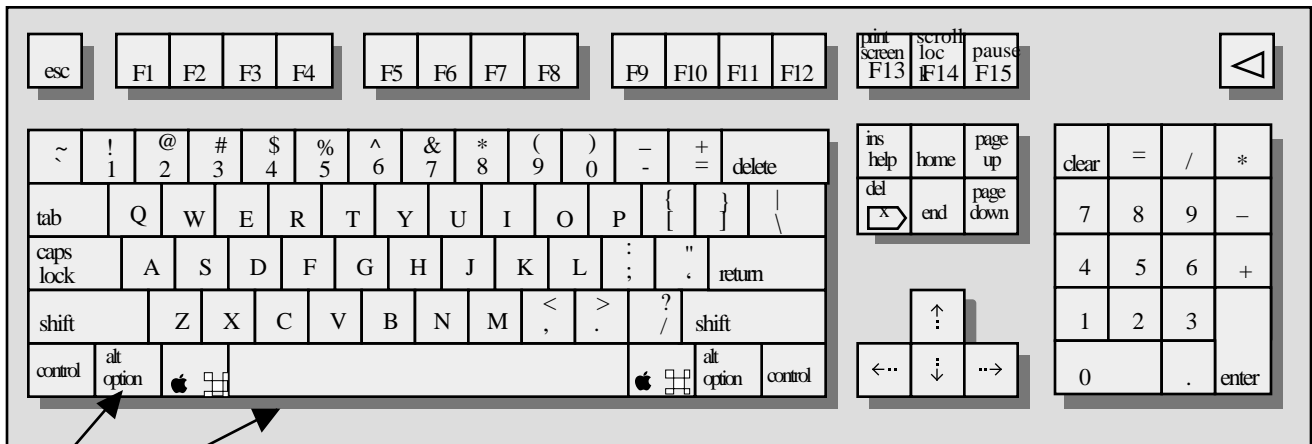 esc F1 F2 F3 F4 F5 F6 F7 F8 F9 F10 F11 F12 print screen F13 scroll loc k F14 pause F15
~ ! @ # $ % ^ & * ( ) – +
` 1 2 3 4 5 6 7 8 9 0 - = delete
ins help home page up
clear = / *
tab Q W E R T Y U I O P { [ } ] | \
del x end page down
7 8 9 –
caps lock A S D F G H J K L : ; " ‘ return
4 5 6 +
shift Z X C V B N M < , > . ? / shift
1 2 3
control alt option alt option control
0 . enter